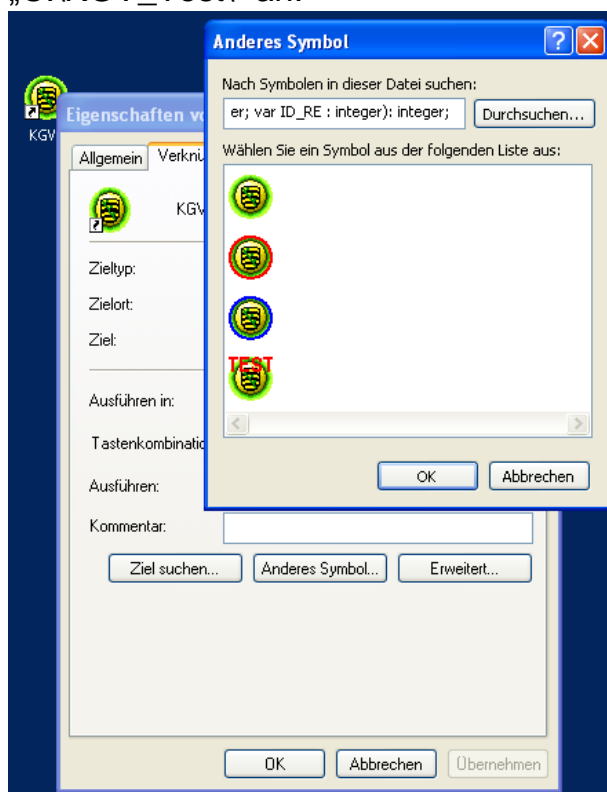 Anderes Symbol
Nach Symbolen in dieser Datei suchen:
er; var ID_RE : integer): integer;
Durchsuchen...
Wählen Sie ein Symbol aus der folgenden Liste aus:
TEST
OK
Abbrechen
KGV
Eigenschaften vo
Allgemein
Verknü
KGV
Zieltyp:
Zielort:
Ziel:
Ausführen in:
Tastenkombinatio
Ausführen:
Kommentar:
Ziel suchen...
Anderes Symbol...
Erweitert...
OK
Abbrechen
Übernehmen